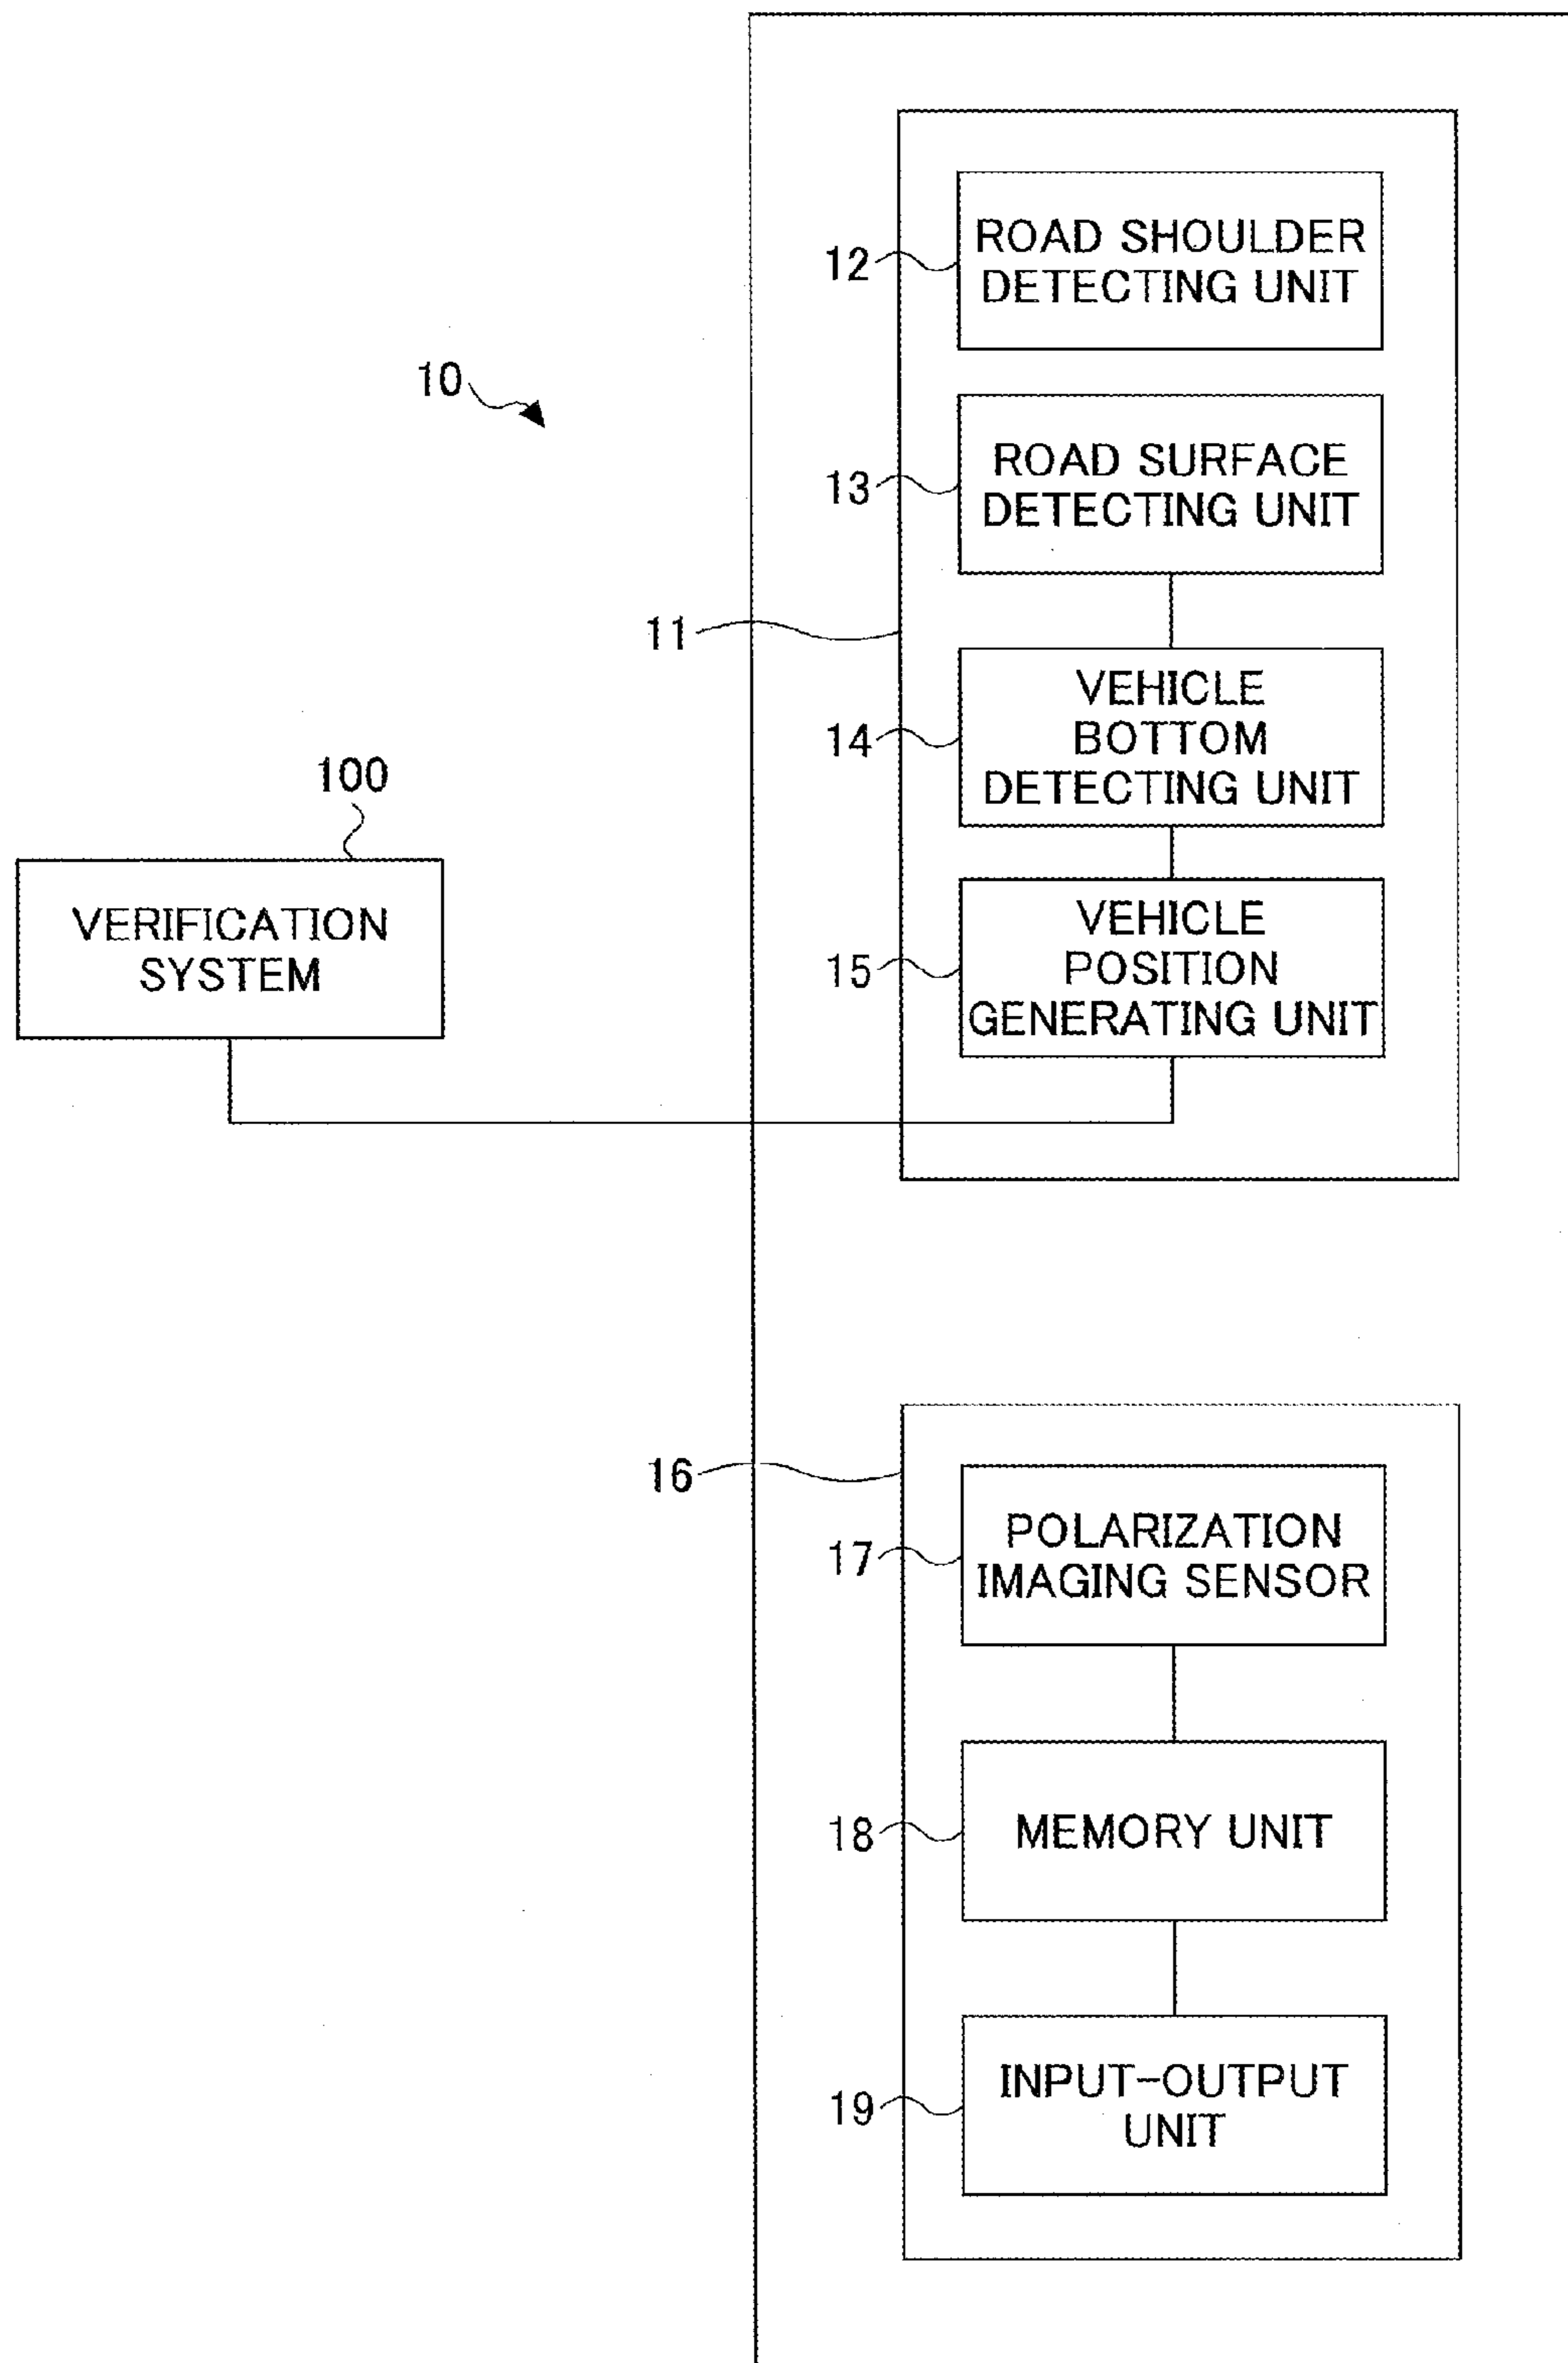 10
100
VERIFICATION
SYSTEM
11
12
ROAD SHOULDER
DETECTING UNIT
13
ROAD SURFACE
DETECTING UNIT
14
VEHICLE
BOTTOM
DETECTING UNIT
15
VEHICLE
POSITION
GENERATING UNIT
16
17
POLARIZATION
IMAGING SENSOR
18
MEMORY UNIT
19
INPUT-OUTPUT
UNIT